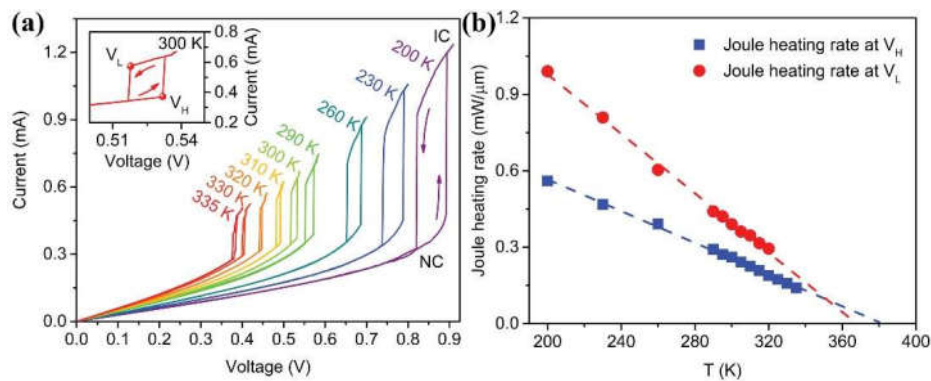 (a)
1.2
0.9
0.6
0.3
0.0
Current (mA)
0.0 0.1 0.2 0.3 0.4 0.5 0.6 0.7 0.8 0.9
Voltage (V)
300 K
V_L
V_H
0.8
0.6
0.4
0.2
Current (mA)
0.51 0.54
Voltage (V)
IC
200 K
230 K
260 K
290 K
300 K
310 K
320 K
330 K
335 K
NC
(b)
Joule heating rate at V_H
Joule heating rate at V_L
1.2
0.9
0.6
0.3
0.0
Joule heating rate (mW/μm)
200 240 280 320 360 400
T (K)